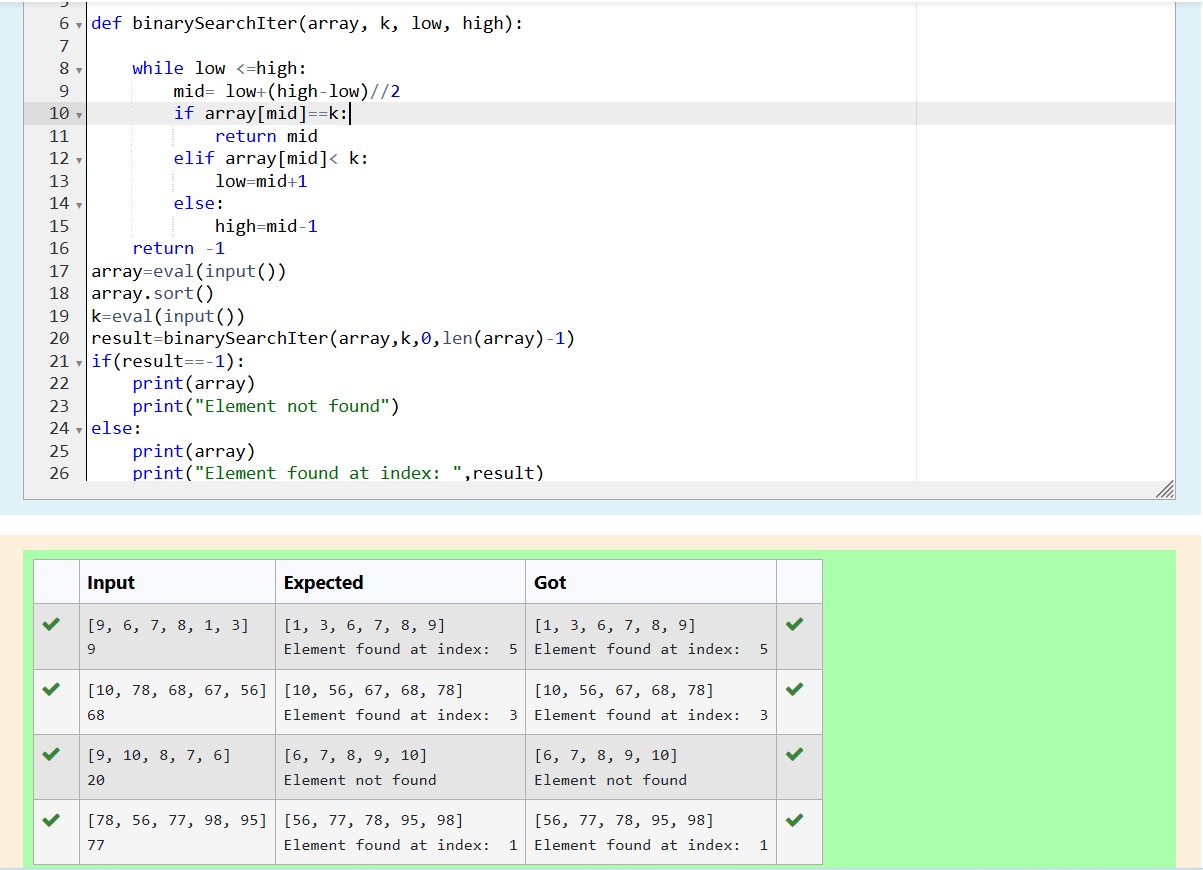 6 def binarySearchIter(array, k, low, high):
7
8     while low <=high:
9         mid= low+(high-low)//2
10         if array[mid]==k:
11             return mid
12         elif array[mid]< k:
13             low=mid+1
14         else:
15             high=mid-1
16     return -1
17 array=eval(input())
18 array.sort()
19 k=eval(input())
20 result=binarySearchIter(array,k,0,len(array)-1)
21 if(result==-1):
22     print(array)
23     print("Element not found")
24 else:
25     print(array)
26     print("Element found at index: ",result)
Input Expected Got
[9, 6, 7, 8, 1, 3] [1, 3, 6, 7, 8, 9] [1, 3, 6, 7, 8, 9]
9 Element found at index:  5 Element found at index:  5
[10, 78, 68, 67, 56] [10, 56, 67, 68, 78] [10, 56, 67, 68, 78]
68 Element found at index:  3 Element found at index:  3
[9, 10, 8, 7, 6] [6, 7, 8, 9, 10] [6, 7, 8, 9, 10]
20 Element not found Element not found
[78, 56, 77, 98, 95] [56, 77, 78, 95, 98] [56, 77, 78, 95, 98]
77 Element found at index:  1 Element found at index:  1